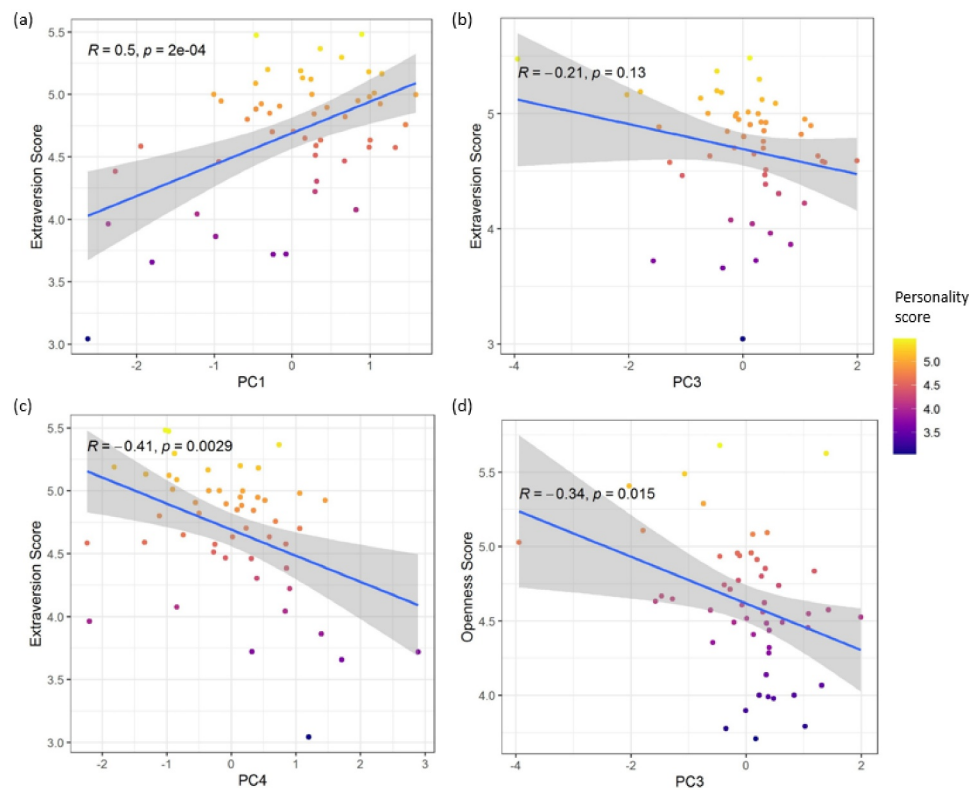 (a)
5.5
5.0
4.5
4.0
3.5
3.0
R = 0.5, p = 2e-04
Extraversion Score
-2
-1
0
1
PC1
(b)
5
4
3
R = −0.21, p = 0.13
Extraversion Score
-4
-2
0
2
PC3
Personality
score
5.0
4.5
4.0
3.5
(c)
5.5
5.0
4.5
4.0
3.5
3.0
R = −0.41, p = 0.0029
Extraversion Score
-2
-1
0
1
2
3
PC4
(d)
5.5
5.0
4.5
4.0
R = −0.34, p = 0.015
Openness Score
-4
-2
0
2
PC3